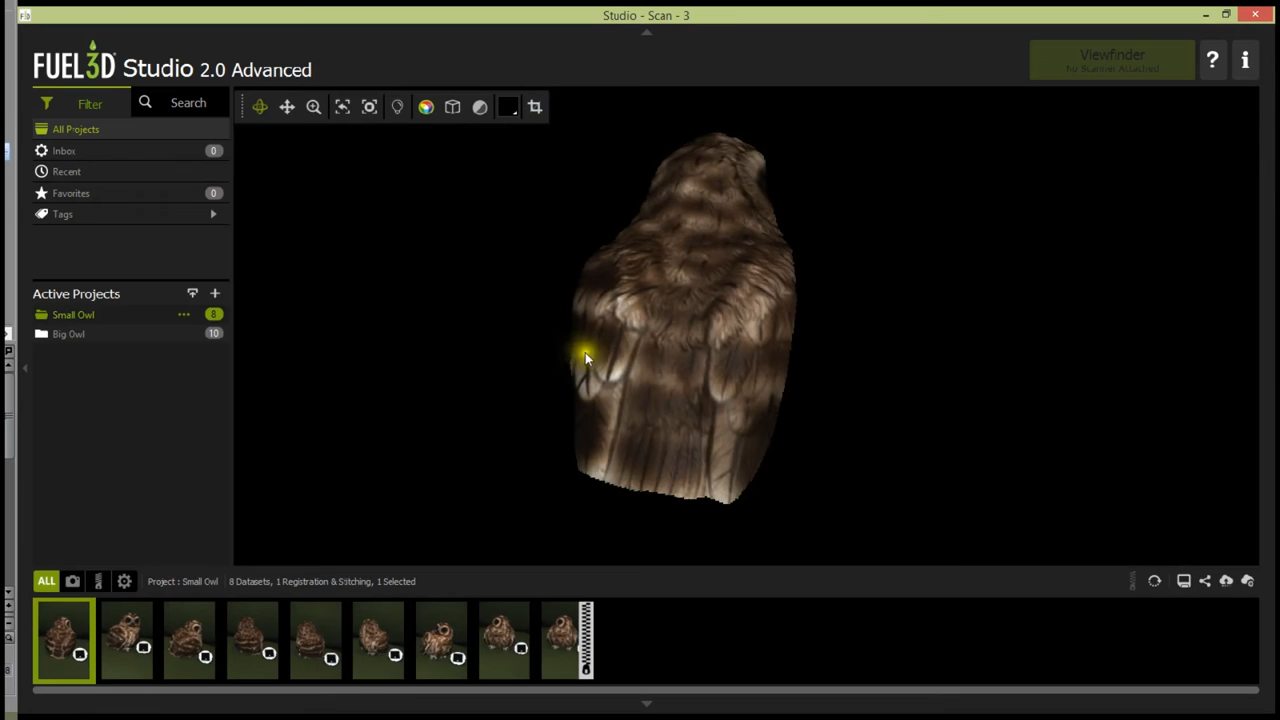 Studio - Scan - 3
FUEL3D Studio 2.0 Advanced
Viewfinder
No Scanner Attached
? i
Filter
Search
All Projects
Inbox 0
Recent
Favorites 0
Tags
Active Projects
Small Owl 8
Big Owl 10
ALL
Project : Small Owl 8 Datasets, 1 Registration & Stitching, 1 Selected